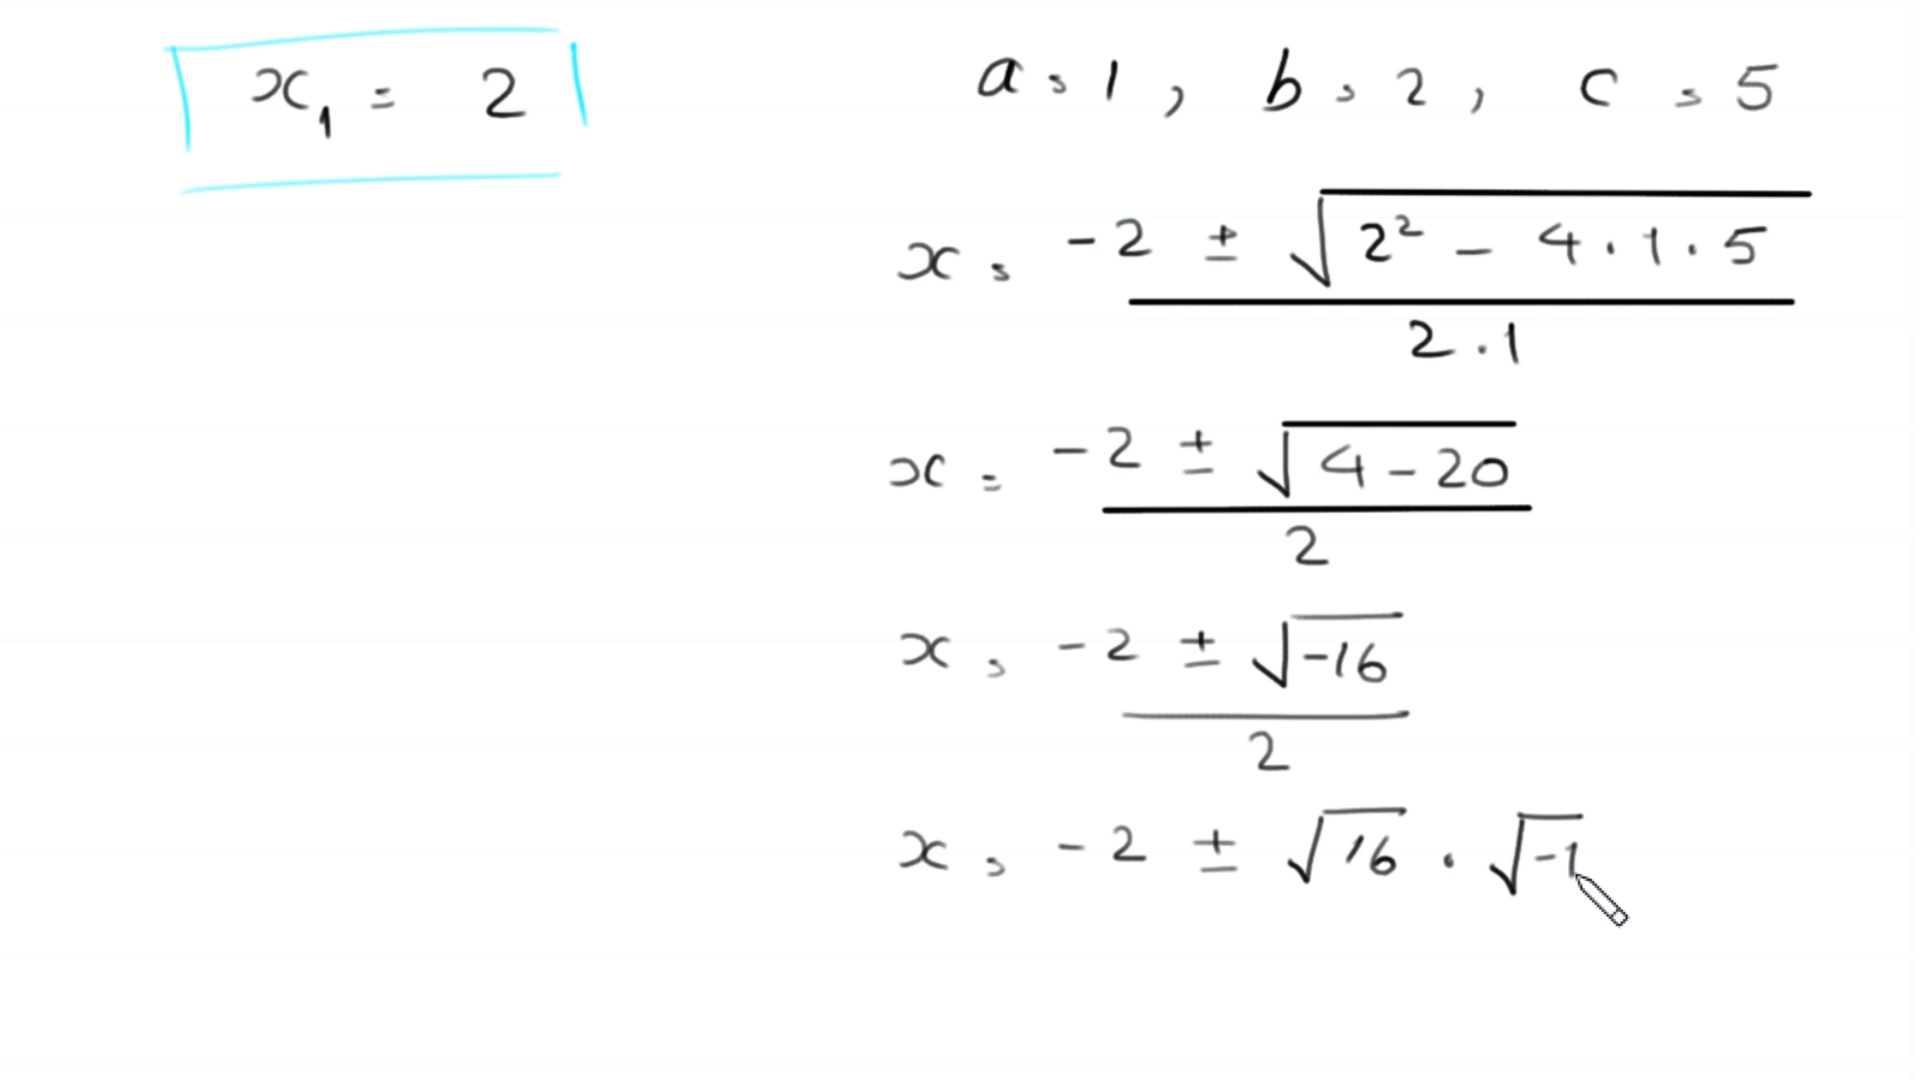 x₁ = 2
a = 1 , b = 2 , c = 5
x = -2 ± √(2² - 4 · 1 · 5) / 2 · 1
x = -2 ± √(4 - 20) / 2
x = -2 ± √-16 / 2
x = -2 ± √16 · √-1